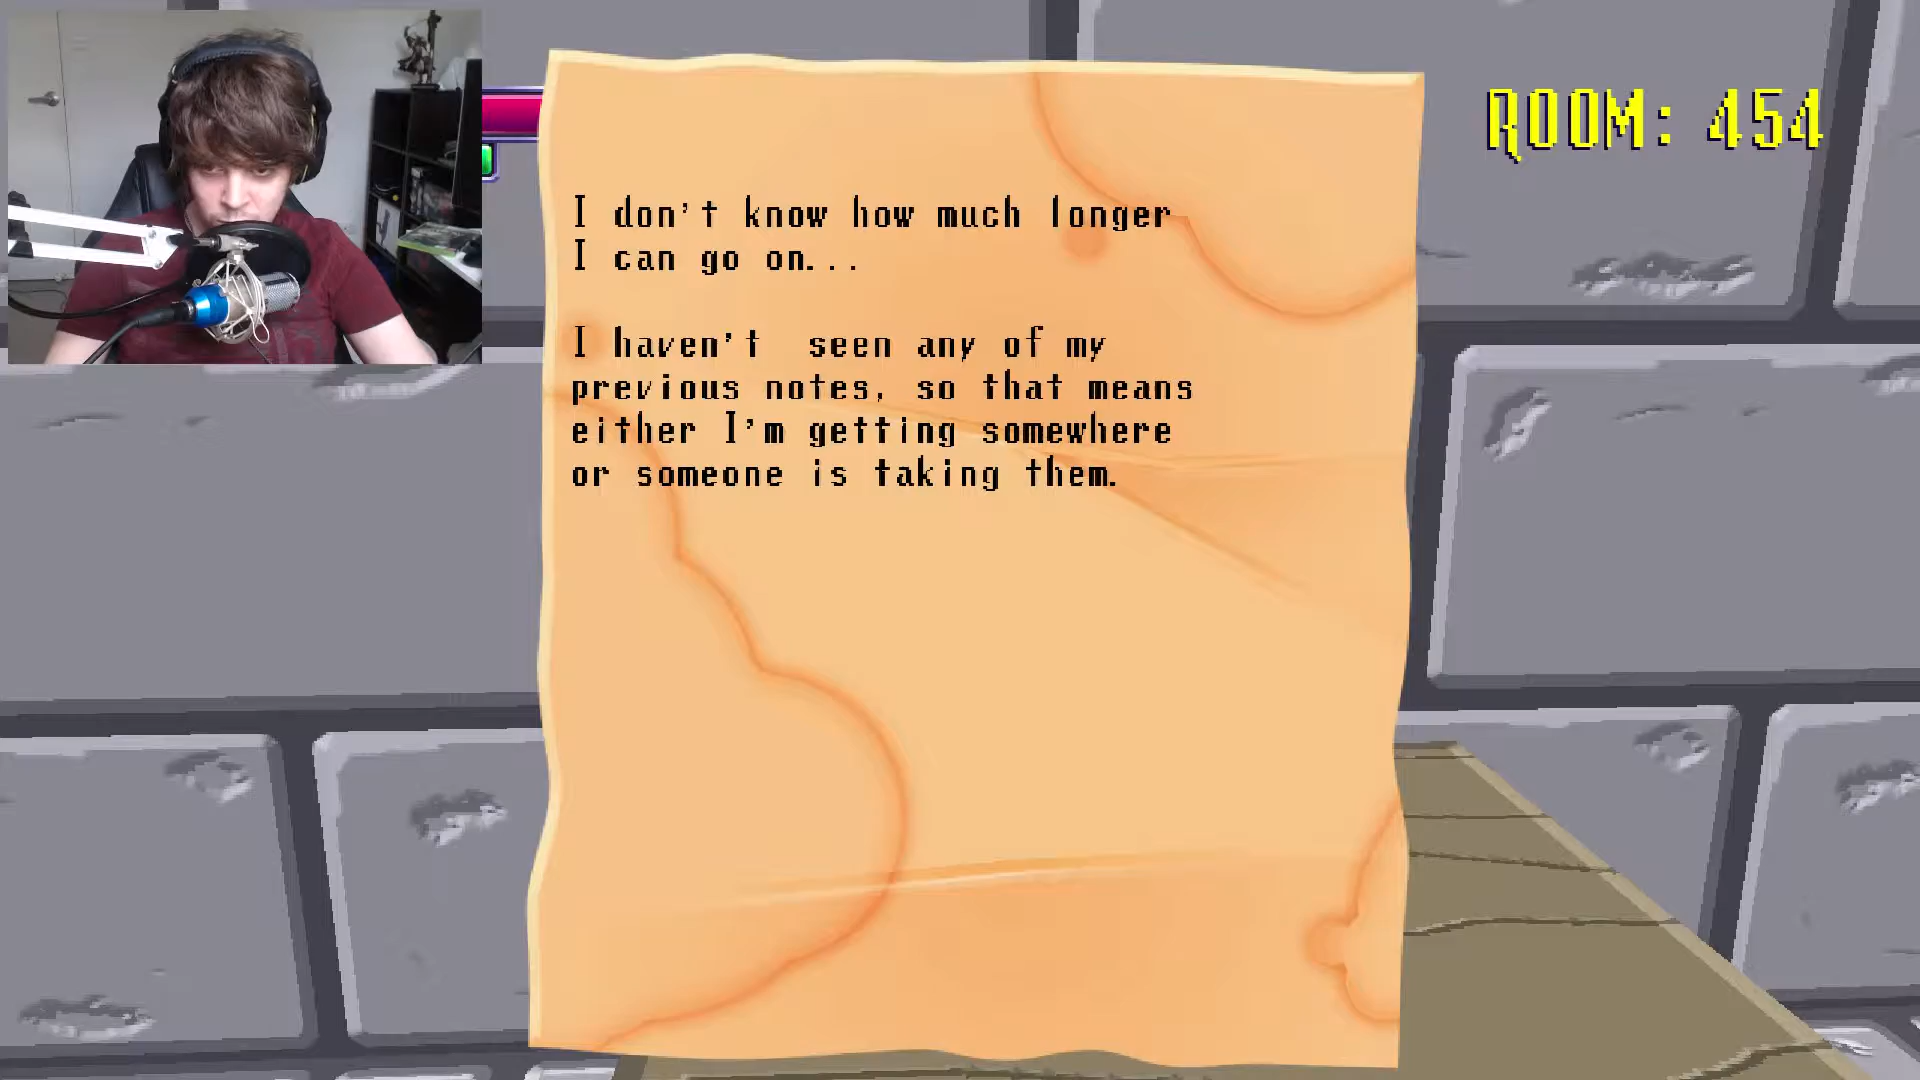 ROOM: 454
I don't know how much longer
I can go on...
I haven't  seen any of my
previous notes, so that means
either I'm getting somewhere
or someone is taking them.